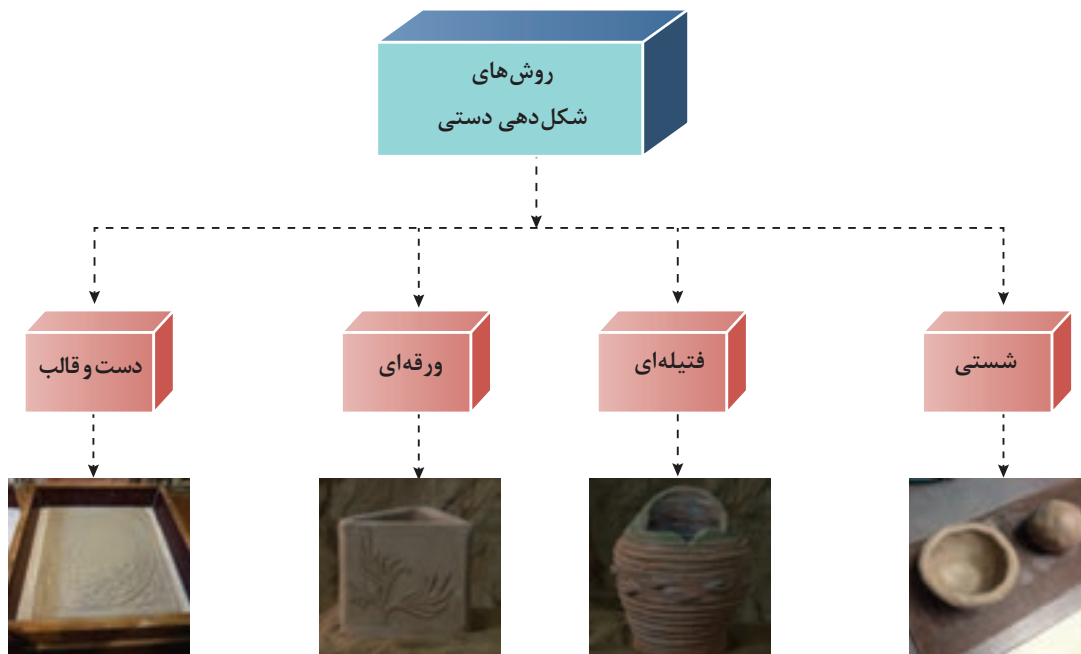 روش‌های
شکل‌دهی دستی
شستی
فتیله‌ای
ورقه‌ای
دست و قالب